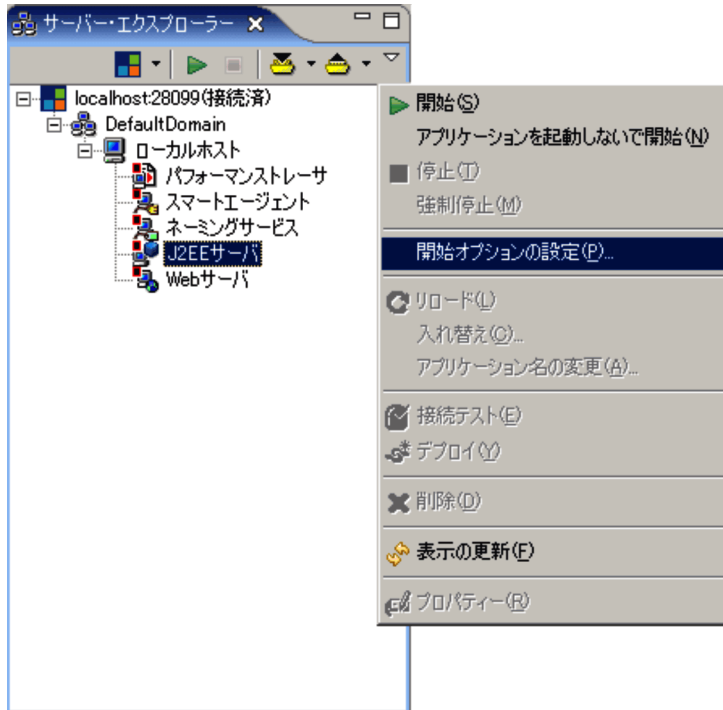 サーバー・エクスプローラー
localhost:28099(接続済)
DefaultDomain
ローカルホスト
パフォーマンストレーサ
スマートエージェント
ネーミングサービス
J2EEサーバ
Webサーバ
開始(S)
アプリケーションを起動しないで開始(N)
停止(T)
強制停止(M)
開始オプションの設定(P)...
リロード(L)
入れ替え(C)...
アプリケーション名の変更(A)...
接続テスト(E)
デプロイ(Y)
削除(D)
表示の更新(F)
プロパティー(R)